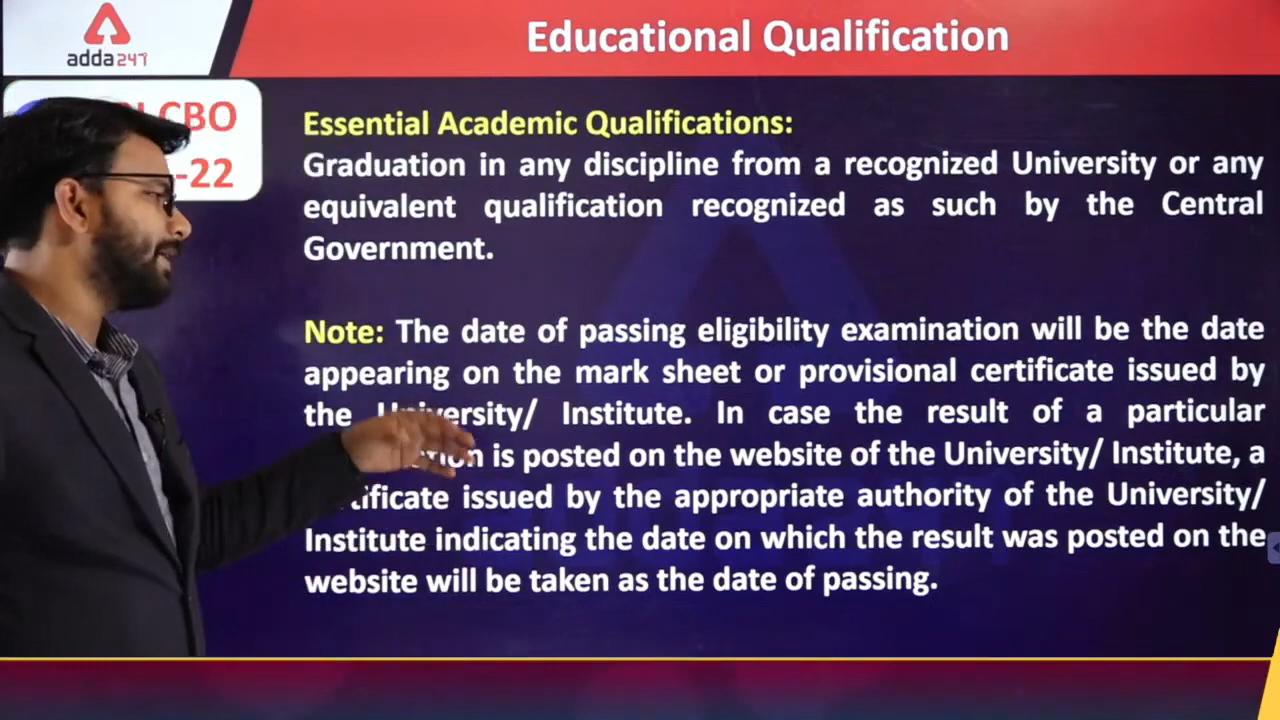 adda247
Educational Qualification
CBO
-22
Essential Academic Qualifications:
Graduation in any discipline from a recognized University or any
equivalent qualification recognized as such by the Central
Government.
Note: The date of passing eligibility examination will be the date
appearing on the mark sheet or provisional certificate issued by
the University/ Institute. In case the result of a particular
is posted on the website of the University/ Institute, a
issued by the appropriate authority of the University/
Institute indicating the date on which the result was posted on the
website will be taken as the date of passing.